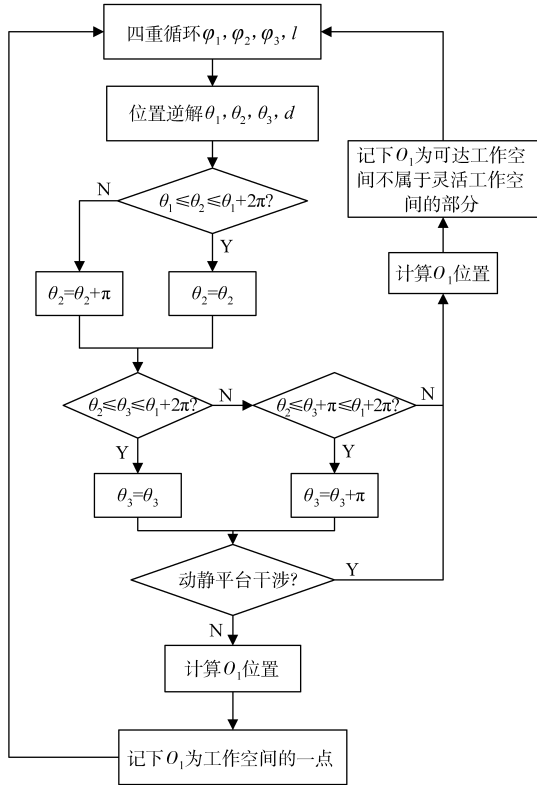 四重循环φ₁,φ₂,φ₃,l
位置逆解θ₁,θ₂,θ₃,d
θ₁≤θ₂≤θ₁+2π?
N
Y
θ₂=θ₂+π
θ₂=θ₂
θ₂≤θ₃≤θ₁+2π?
N
θ₂≤θ₃+π≤θ₁+2π?
N
Y
Y
θ₃=θ₃
θ₃=θ₃+π
动静平台干涉?
Y
N
计算O₁位置
记下O₁为工作空间的一点
计算O₁位置
记下O₁为可达工作空
间不属于灵活工作空
间的部分